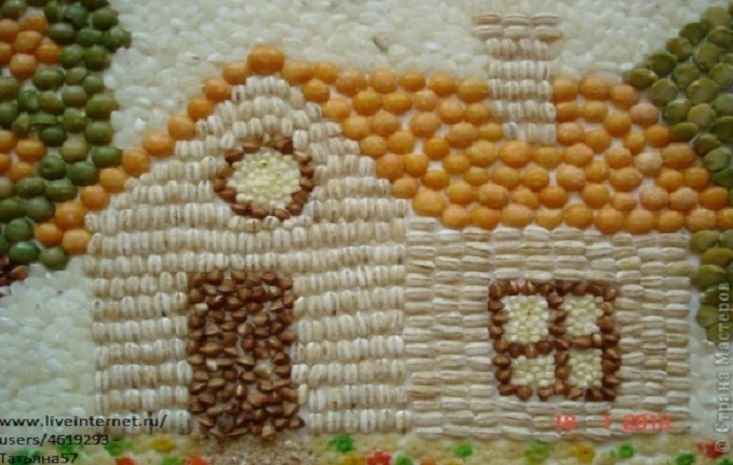 © Страна Мастеров
www.liveinternet.ru/
users/4619293 -
Татьяна57